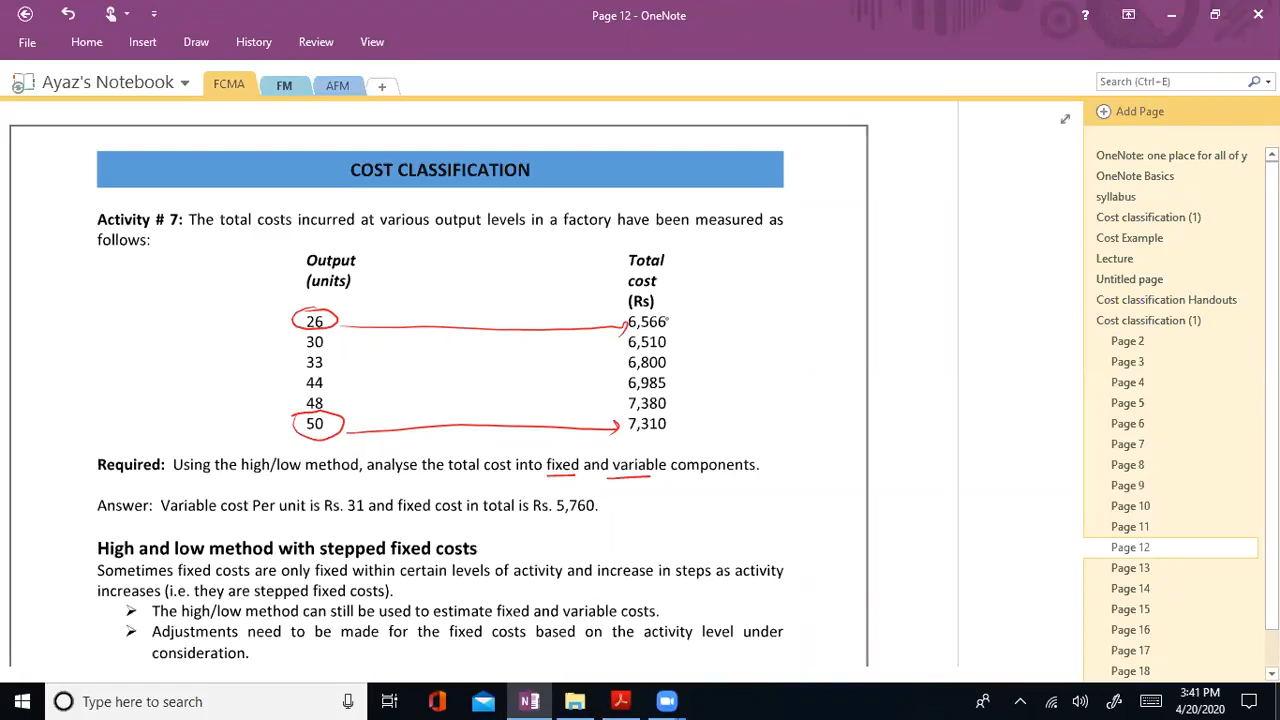 Page 12 - OneNote
?
File Home Insert Draw History Review View
Ayaz's Notebook FCMA FM AFM +
Search (Ctrl+E)
Add Page
COST CLASSIFICATION
Activity # 7: The total costs incurred at various output levels in a factory have been measured as
follows:
Output Total
(units) cost
(Rs)
26 6,566
30 6,510
33 6,800
44 6,985
48 7,380
50 7,310
Required: Using the high/low method, analyse the total cost into fixed and variable components.
Answer: Variable cost Per unit is Rs. 31 and fixed cost in total is Rs. 5,760.
High and low method with stepped fixed costs
Sometimes fixed costs are only fixed within certain levels of activity and increase in steps as activity
increases (i.e. they are stepped fixed costs).
The high/low method can still be used to estimate fixed and variable costs.
Adjustments need to be made for the fixed costs based on the activity level under
consideration.
OneNote: one place for all of y
OneNote Basics
syllabus
Cost classification (1)
Cost Example
Lecture
Untitled page
Cost classification Handouts
Cost classification (1)
Page 2
Page 3
Page 4
Page 5
Page 6
Page 7
Page 8
Page 9
Page 10
Page 11
Page 12
Page 13
Page 14
Page 15
Page 16
Page 17
Page 18
Type here to search
3:41 PM
4/20/2020